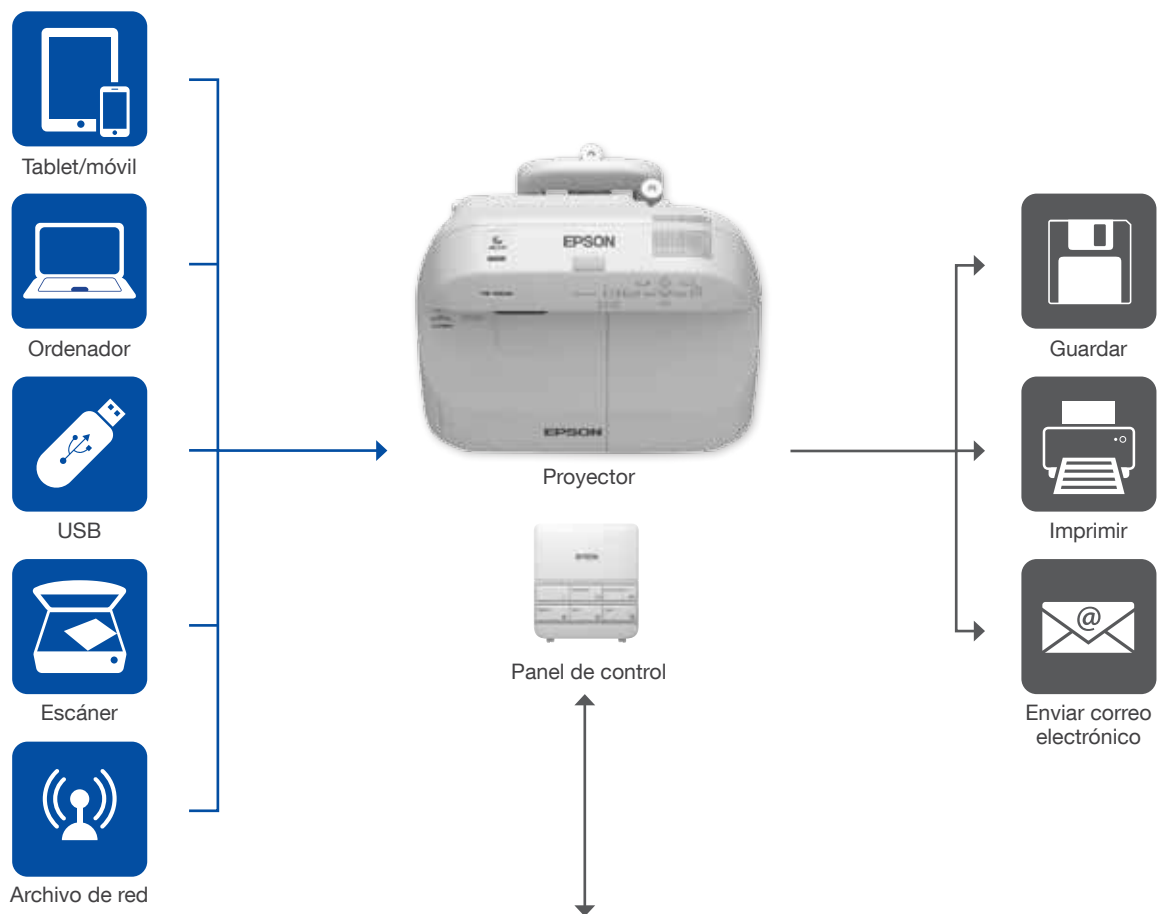 Tablet/móvil
Ordenador
USB
Escáner
Archivo de red
EPSON
EPSON
Proyector
EPSON
Panel de control
Guardar
Imprimir
@
Enviar correo
electrónico